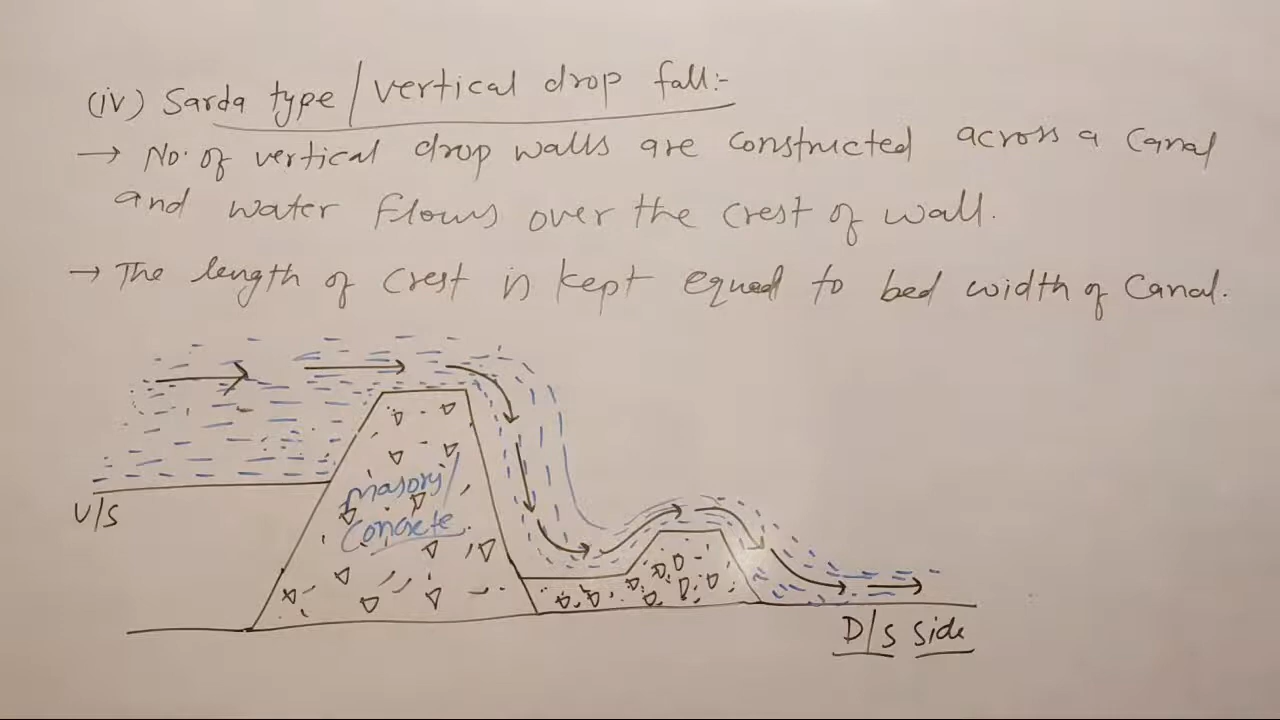 (iv) Sarda type/vertical drop fall:-
→ No. of vertical drop walls are constructed across a canal
and water flows over the crest of wall.
→ The length of crest is kept equal to bed width of canal.
U/S
masonry/
concrete
D/S side